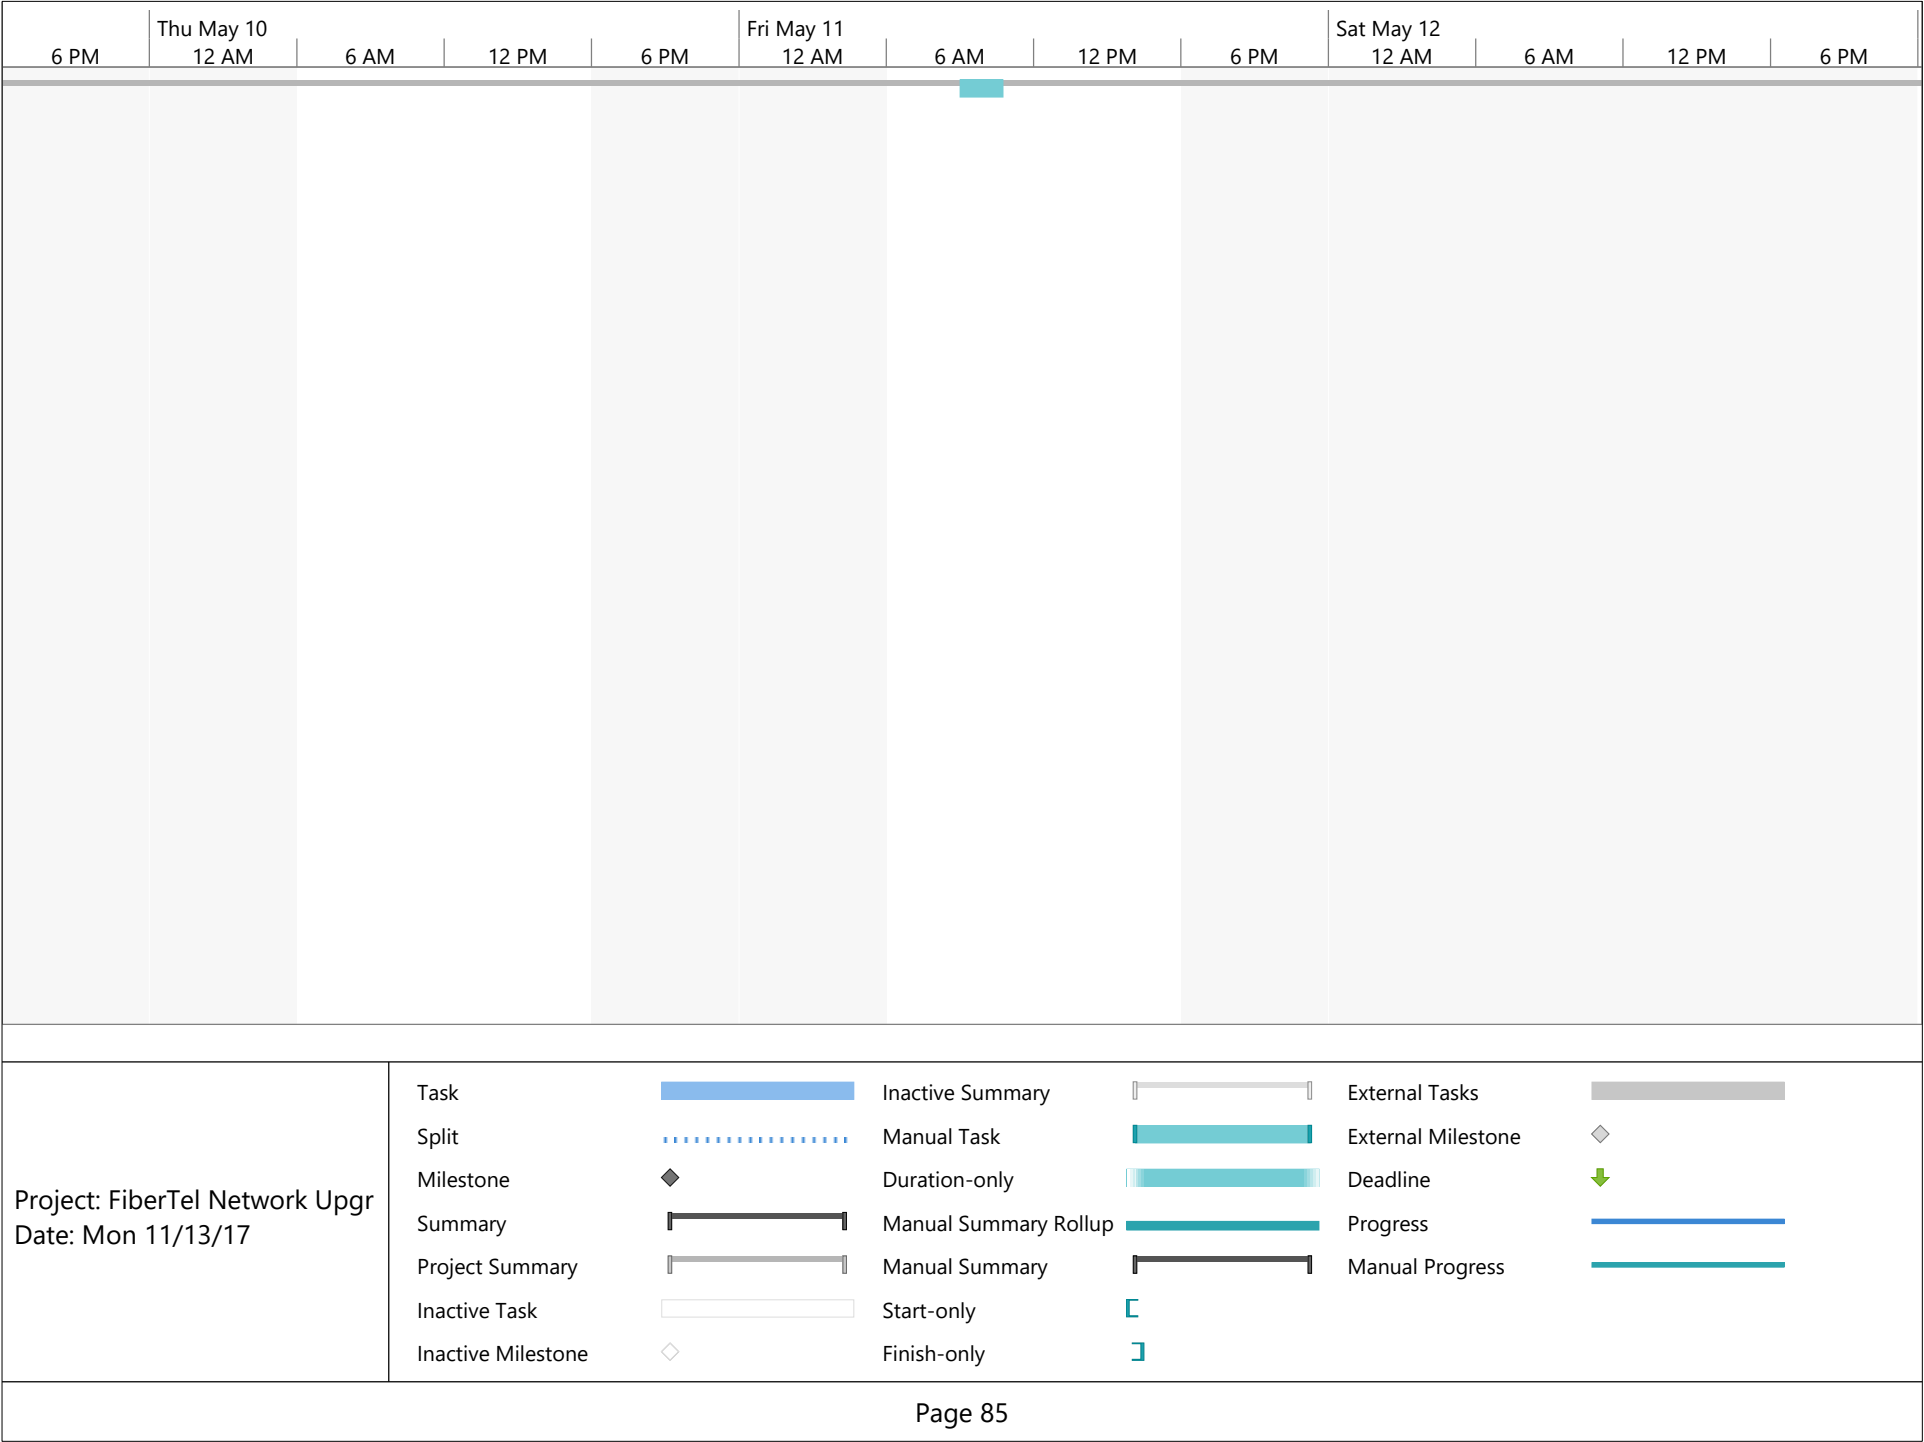 Thu May 10 Fri May 11 Sat May 12
6 PM 12 AM 6 AM 12 PM 6 PM 12 AM 6 AM 12 PM 6 PM 12 AM 6 AM 12 PM 6 PM
Project: FiberTel Network Upgr
Date: Mon 11/13/17
Task
Split
Milestone
Summary
Project Summary
Inactive Task
Inactive Milestone
Inactive Summary
Manual Task
Duration-only
Manual Summary Rollup
Manual Summary
Start-only
Finish-only
External Tasks
External Milestone
Deadline
Progress
Manual Progress
Page 85